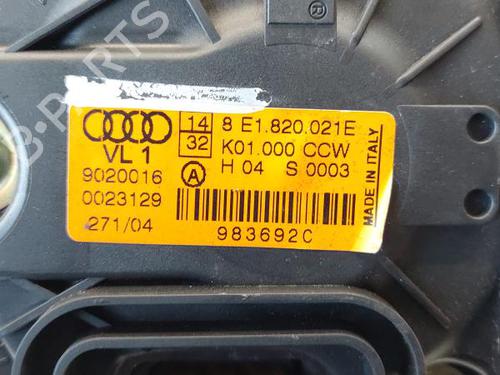 14 8 E1.820.021E
32 K01.000 CCW
VL 1
H 04 S 0003
9020016
A
0023129
271/04
983692C
MADE IN ITALY
R